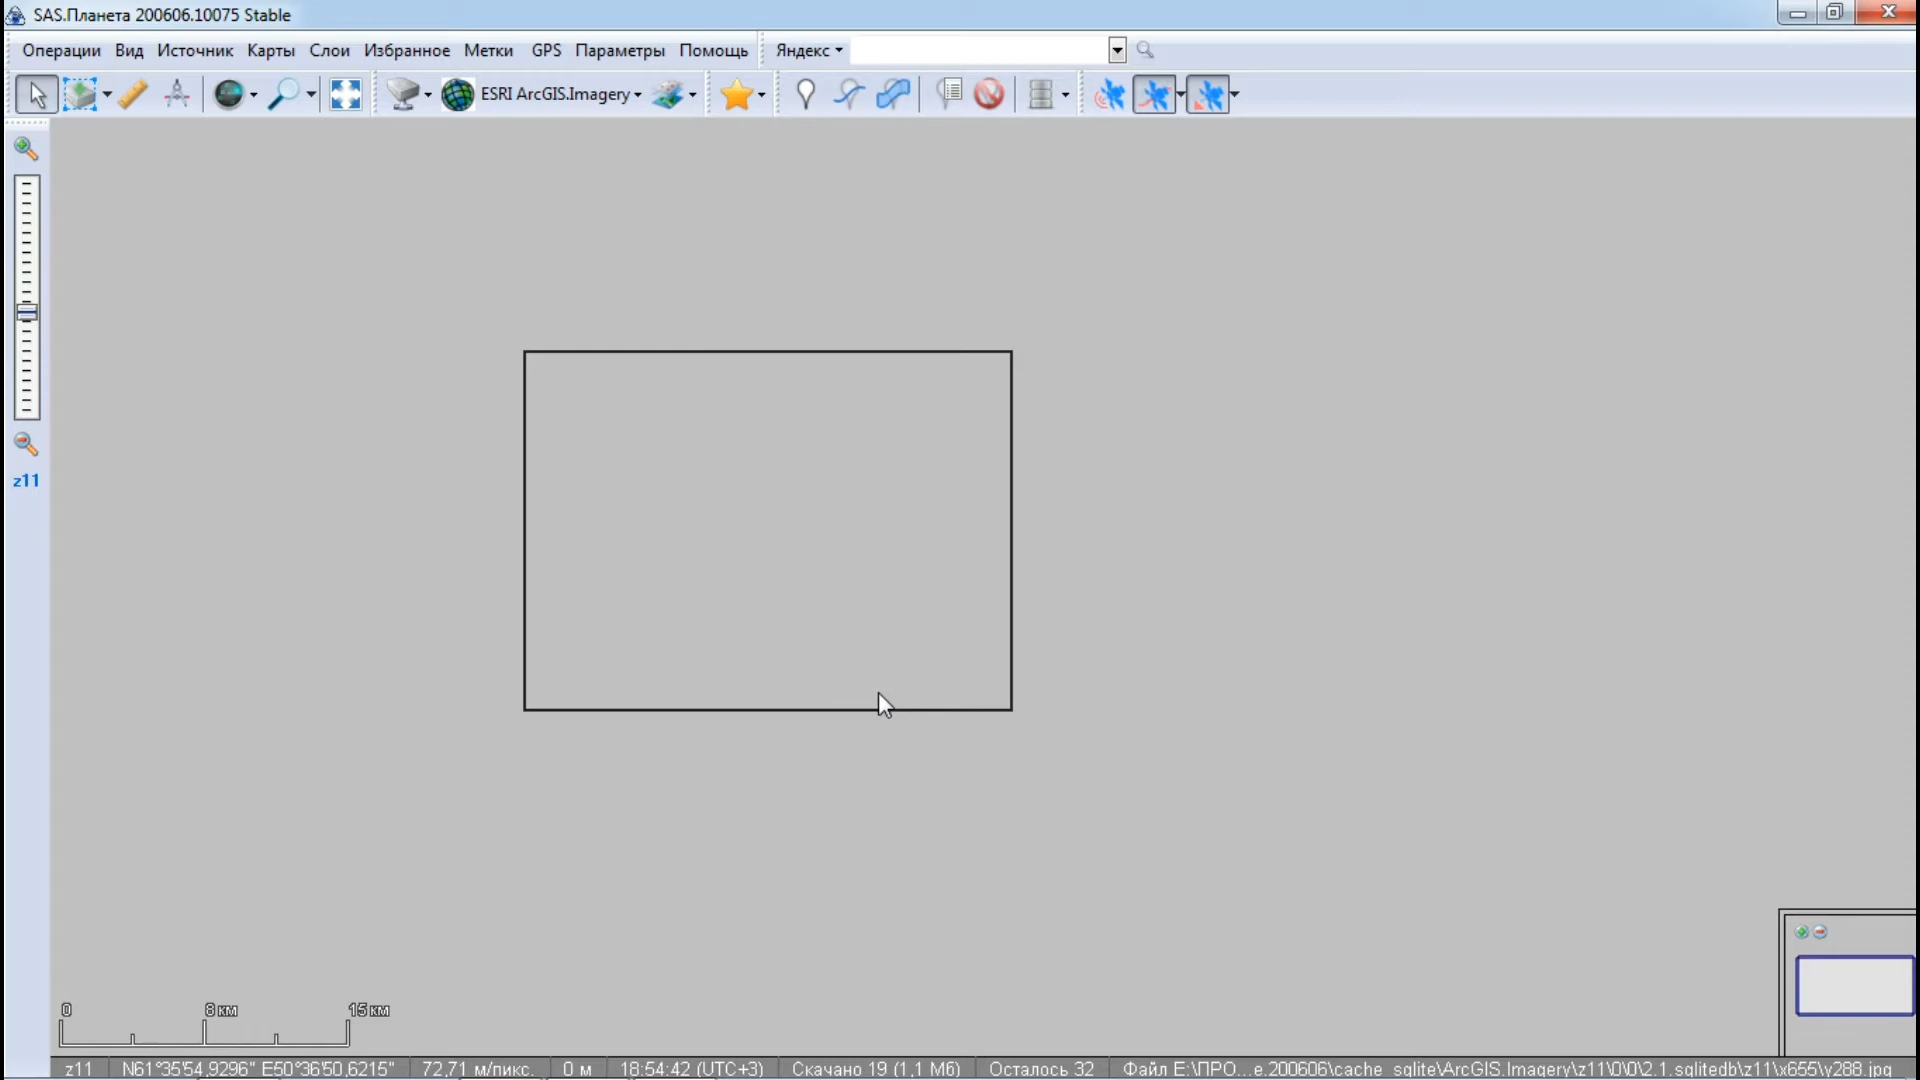 SAS.Планета 200606.10075 Stable
Операции Вид Источник Карты Слои Избранное Метки GPS Параметры Помощь Яндекс
ESRI ArcGIS.Imagery
z11
0 8 км 15 км
z11 N61°35'54,9296" E50°36'50,6215" 72,71 м/пикс. 0 м 18:54:42 (UTC+3) Скачано 19 (1,1 Мб) Осталось 32 Файл E:\ПРО...e.200606\cache_sqlite\ArcGIS.Imagery\z11\0\0\2.1.sqlitedb\z11\x655\y288.jpg